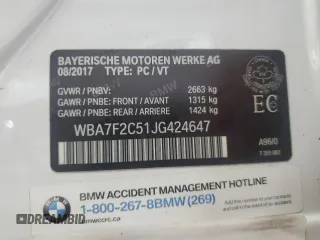 BAYERISCHE MOTOREN WERKE AG
08/2017 TYPE: PC / VT
GVWR / PNBV: 2663 kg
GAWR / PNBE: FRONT / AVANT 1315 kg
GAWR / PNBE: REAR / ARRIERE 1424 kg
WBA7F2C51JG424647
EC
A96/0
BMW ACCIDENT MANAGEMENT HOTLINE
1-800-267-8BMW (269)
bmwcrc.ca
DREAMBID